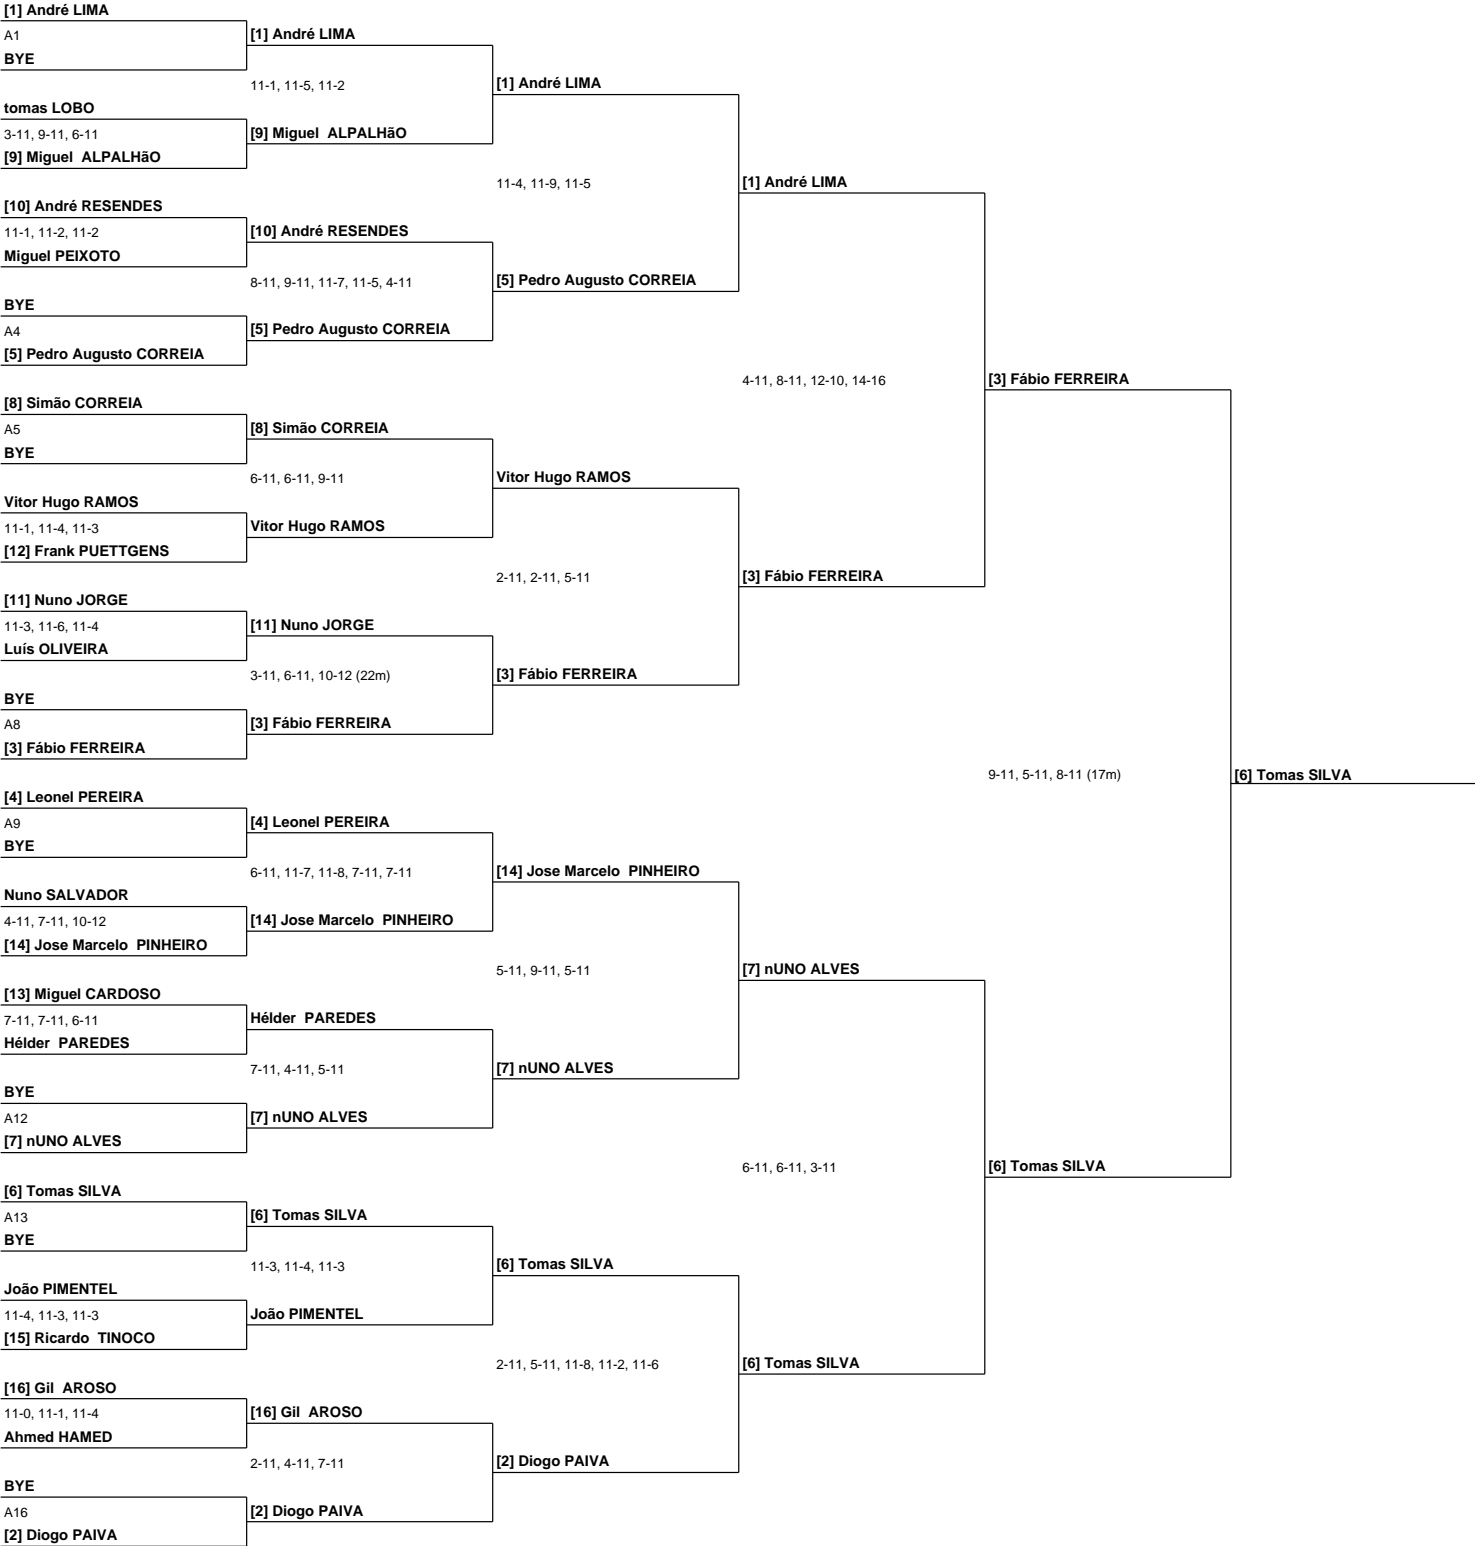 [1] André LIMA
A1
BYE
tomas LOBO
3-11, 9-11, 6-11
[9] Miguel  ALPALHãO
[10] André RESENDES
11-1, 11-2, 11-2
Miguel PEIXOTO
BYE
A4
[5] Pedro Augusto CORREIA
[8] Simão CORREIA
A5
BYE
Vitor Hugo RAMOS
11-1, 11-4, 11-3
[12] Frank PUETTGENS
[11] Nuno JORGE
11-3, 11-6, 11-4
Luís OLIVEIRA
BYE
A8
[3] Fábio FERREIRA
[4] Leonel PEREIRA
A9
BYE
Nuno SALVADOR
4-11, 7-11, 10-12
[14] Jose Marcelo  PINHEIRO
[13] Miguel CARDOSO
7-11, 7-11, 6-11
Hélder  PAREDES
BYE
A12
[7] nUNO ALVES
[6] Tomas SILVA
A13
BYE
João PIMENTEL
11-4, 11-3, 11-3
[15] Ricardo  TINOCO
[16] Gil  AROSO
11-0, 11-1, 11-4
Ahmed HAMED
BYE
A16
[2] Diogo PAIVA
[1] André LIMA
11-1, 11-5, 11-2
[9] Miguel  ALPALHãO
[10] André RESENDES
8-11, 9-11, 11-7, 11-5, 4-11
[5] Pedro Augusto CORREIA
[8] Simão CORREIA
6-11, 6-11, 9-11
Vitor Hugo RAMOS
[11] Nuno JORGE
3-11, 6-11, 10-12 (22m)
[3] Fábio FERREIRA
[4] Leonel PEREIRA
6-11, 11-7, 11-8, 7-11, 7-11
[14] Jose Marcelo  PINHEIRO
Hélder  PAREDES
7-11, 4-11, 5-11
[7] nUNO ALVES
[6] Tomas SILVA
11-3, 11-4, 11-3
João PIMENTEL
[16] Gil  AROSO
2-11, 4-11, 7-11
[2] Diogo PAIVA
[1] André LIMA
11-4, 11-9, 11-5
[5] Pedro Augusto CORREIA
Vitor Hugo RAMOS
2-11, 2-11, 5-11
[3] Fábio FERREIRA
[14] Jose Marcelo  PINHEIRO
5-11, 9-11, 5-11
[7] nUNO ALVES
[6] Tomas SILVA
2-11, 5-11, 11-8, 11-2, 11-6
[2] Diogo PAIVA
[1] André LIMA
4-11, 8-11, 12-10, 14-16
[3] Fábio FERREIRA
[7] nUNO ALVES
6-11, 6-11, 3-11
[6] Tomas SILVA
[3] Fábio FERREIRA
9-11, 5-11, 8-11 (17m)
[6] Tomas SILVA
[6] Tomas SILVA